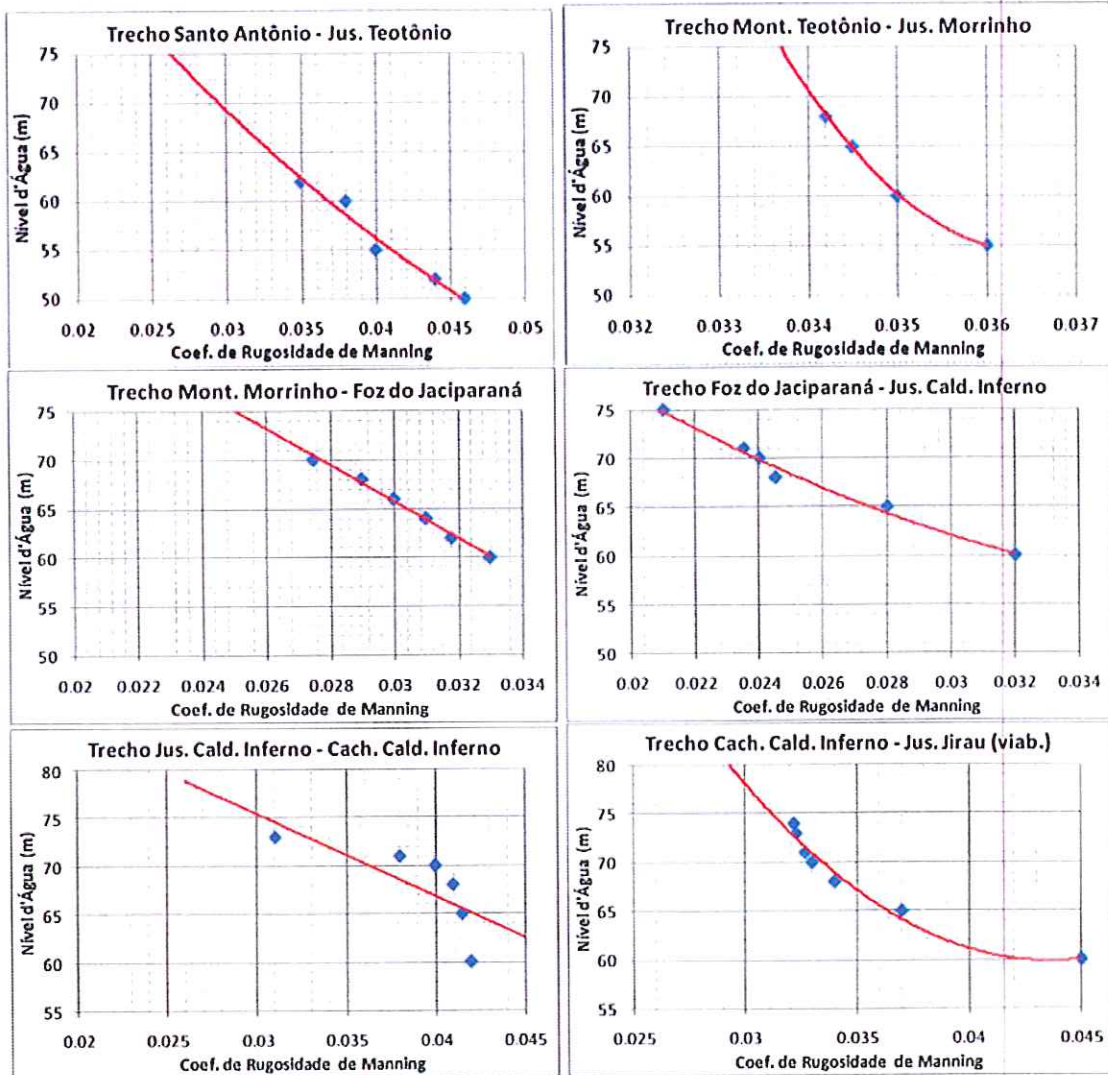 Trecho Santo Antônio - Jus. Teotônio
Nível d'Água (m)
75
70
65
60
55
50
0.02 0.025 0.03 0.035 0.04 0.045 0.05
Coef. de Rugosidade de Manning
Trecho Mont. Teotônio - Jus. Morrinho
Nível d'Água (m)
75
70
65
60
55
50
0.032 0.033 0.034 0.035 0.036 0.037
Coef. de Rugosidade de Manning
Trecho Mont. Morrinho - Foz do Jaciparaná
Nível d'Água (m)
75
70
65
60
55
50
0.02 0.022 0.024 0.026 0.028 0.03 0.032 0.034
Coef. de Rugosidade de Manning
Trecho Foz do Jaciparaná - Jus. Cald. Inferno
Nível d'Água (m)
75
70
65
60
55
50
0.02 0.022 0.024 0.026 0.028 0.03 0.032 0.034
Coef. de Rugosidade de Manning
Trecho Jus. Cald. Inferno - Cach. Cald. Inferno
Nível d'Água (m)
80
75
70
65
60
55
0.02 0.025 0.03 0.035 0.04 0.045
Coef. de Rugosidade de Manning
Trecho Cach. Cald. Inferno - Jus. Jirau (viab.)
Nível d'Água (m)
80
75
70
65
60
55
0.025 0.03 0.035 0.04 0.045
Coef. de Rugosidade de Manning